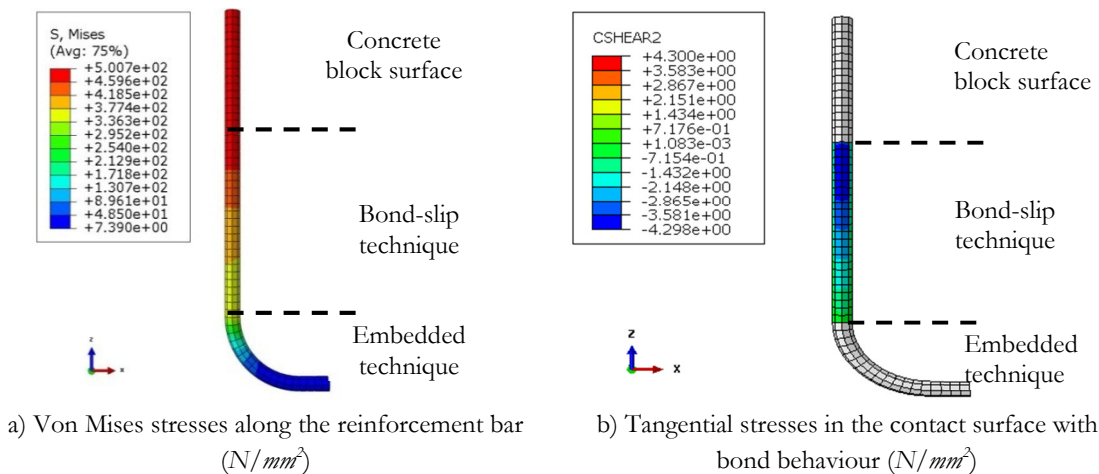 S, Mises
(Avg: 75%)
+5.007e+02
+4.596e+02
+4.185e+02
+3.774e+02
+3.363e+02
+2.952e+02
+2.540e+02
+2.129e+02
+1.718e+02
+1.307e+02
+8.961e+01
+4.850e+01
+7.390e+00
Concrete
block surface
Bond-slip
technique
Embedded
technique
z
x
a) Von Mises stresses along the reinforcement bar
(N/mm²)
CSHEAR2
+4.300e+00
+3.583e+00
+2.867e+00
+2.151e+00
+1.434e+00
+7.176e-01
+1.083e-03
-7.154e-01
-1.432e+00
-2.148e+00
-2.865e+00
-3.581e+00
-4.298e+00
Concrete
block surface
Bond-slip
technique
Embedded
technique
z
x
b) Tangential stresses in the contact surface with
bond behaviour (N/mm²)